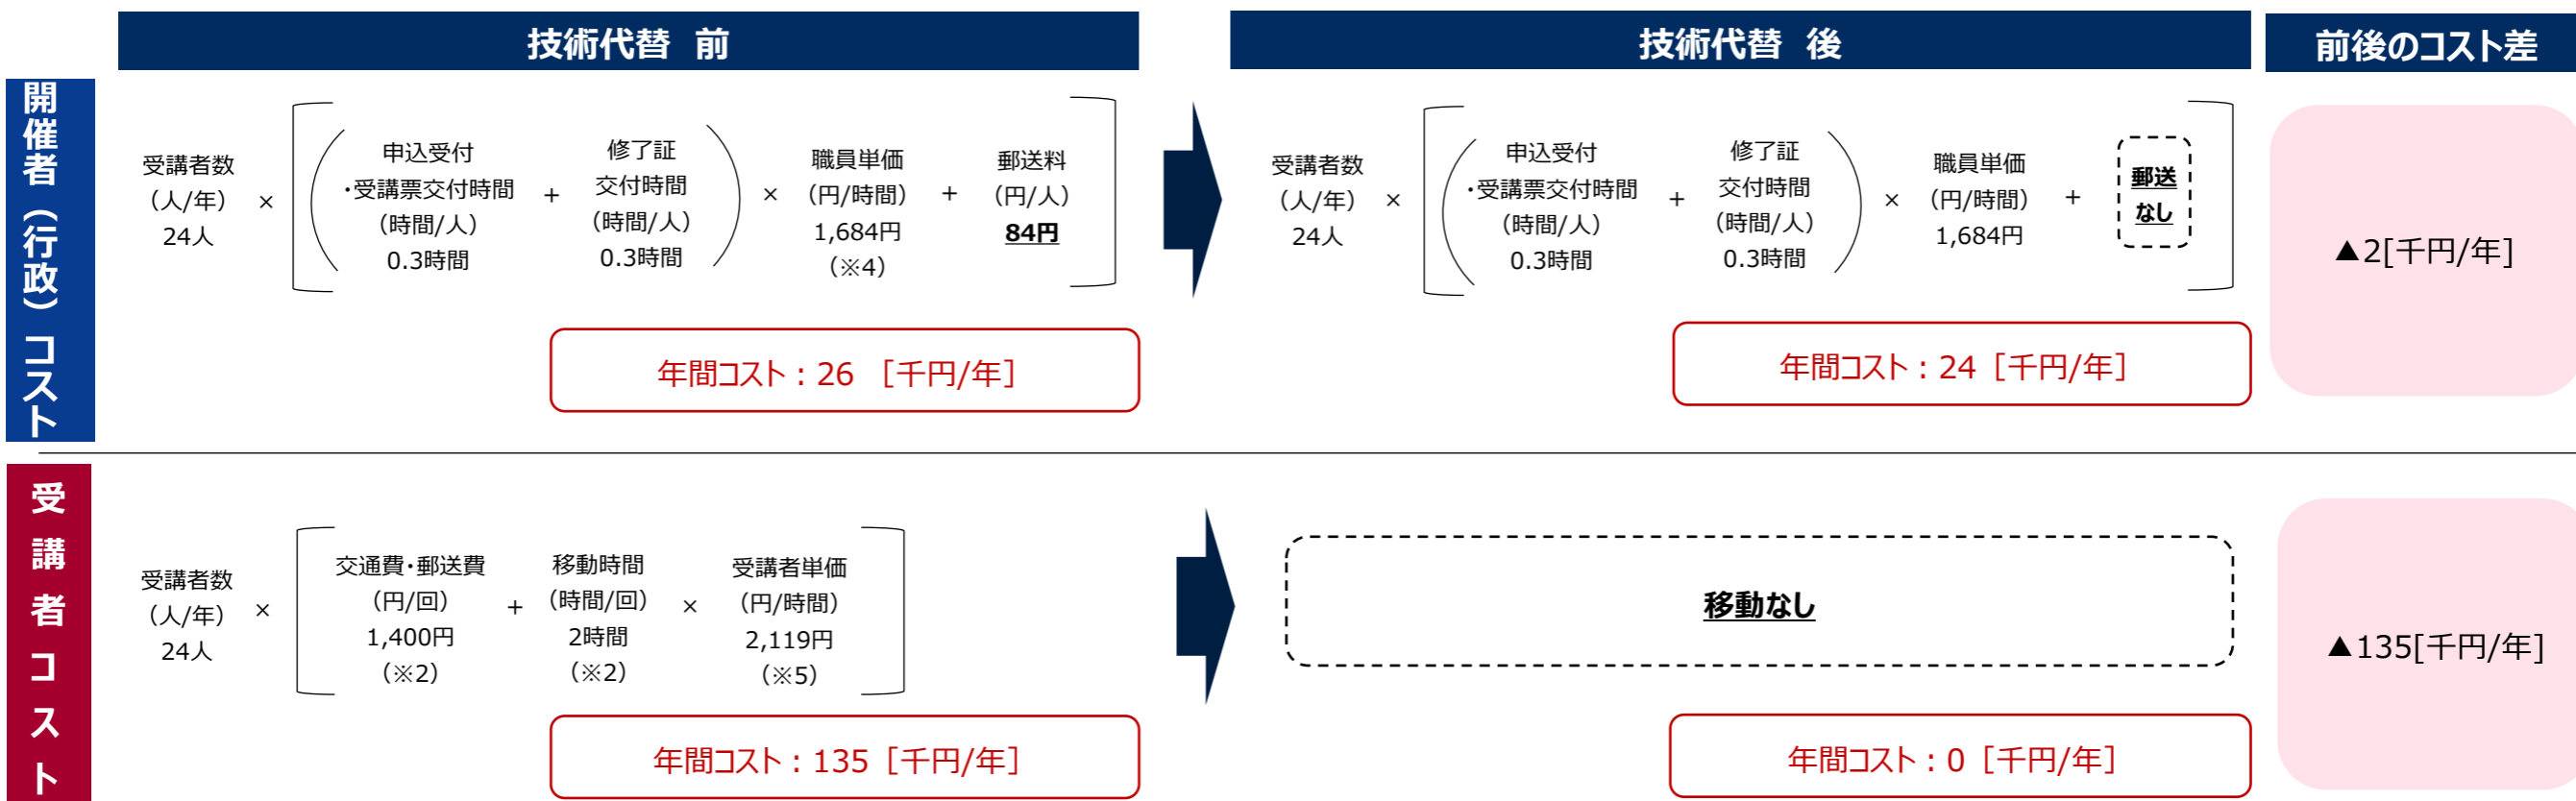 技術代替 前
技術代替 後
前後のコスト差
開催者（行政）コスト
受講者数
（人/年）
24人
×
申込受付
・受講票交付時間
（時間/人）
0.3時間
+
修了証
交付時間
（時間/人）
0.3時間
×
職員単価
（円/時間）
1,684円
（※4）
+
郵送料
（円/人）
84円
年間コスト：26 ［千円/年］
受講者数
（人/年）
24人
×
申込受付
・受講票交付時間
（時間/人）
0.3時間
+
修了証
交付時間
（時間/人）
0.3時間
×
職員単価
（円/時間）
1,684円
+
郵送
なし
年間コスト：24［千円/年］
▲2[千円/年]
受講者コスト
受講者数
（人/年）
24人
×
交通費・郵送費
（円/回）
1,400円
（※2）
+
移動時間
（時間/回）
2時間
（※2）
×
受講者単価
（円/時間）
2,119円
（※5）
年間コスト：135［千円/年］
移動なし
年間コスト：0［千円/年］
▲135[千円/年]